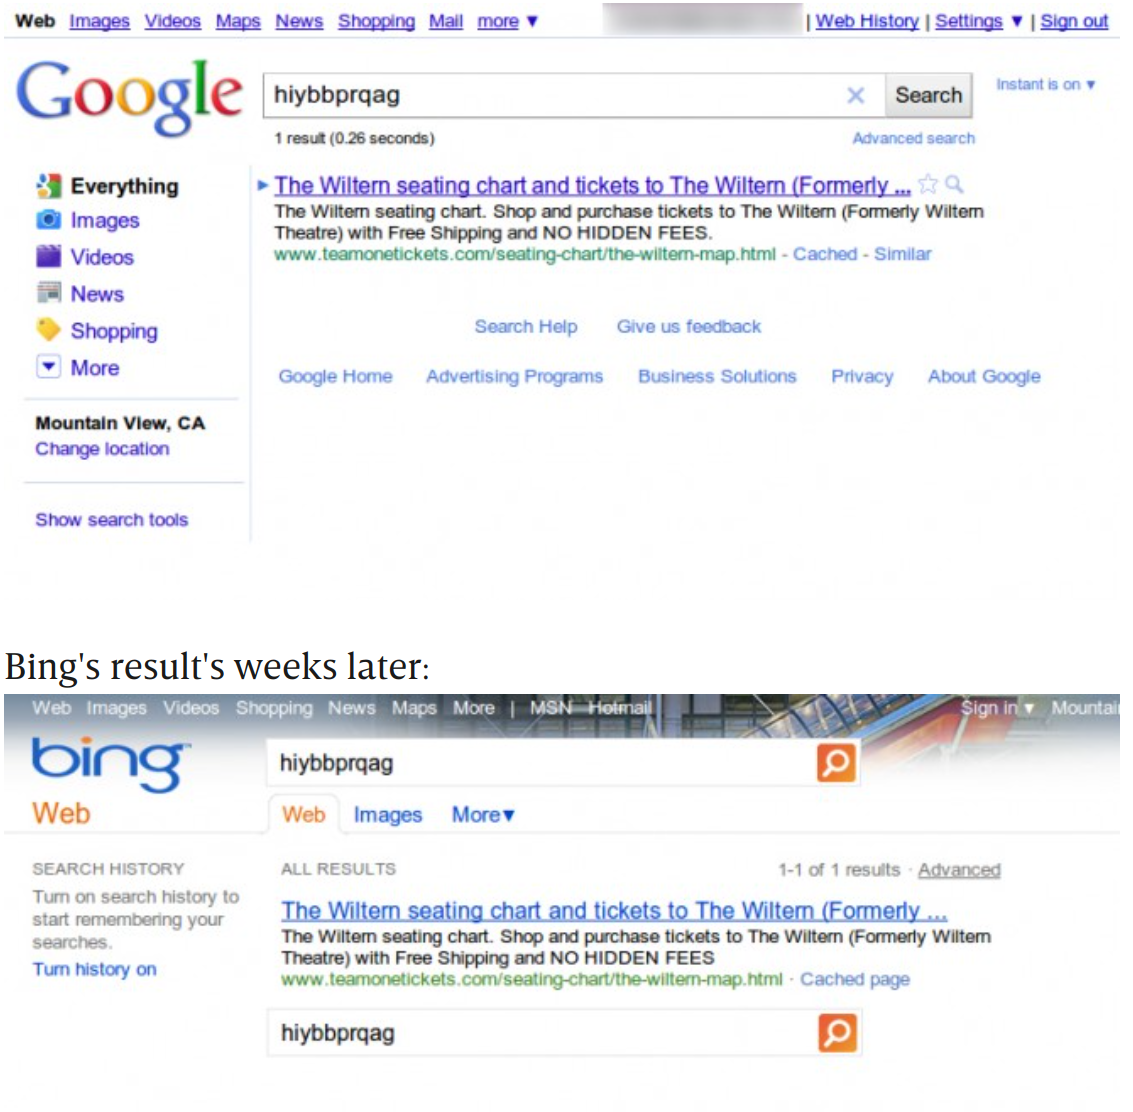 Web Images Videos Maps News Shopping Mail more ▼ | Web History | Settings ▼ | Sign out
Google
hiybbprqag
Search
Instant is on ▼
1 result (0.26 seconds)
Advanced search
Everything
Images
Videos
News
Shopping
More
Mountain View, CA
Change location
Show search tools
The Wiltern seating chart and tickets to The Wiltern (Formerly ...
The Wiltern seating chart. Shop and purchase tickets to The Wiltern (Formerly Wiltern
Theatre) with Free Shipping and NO HIDDEN FEES.
www.teamonetickets.com/seating-chart/the-wiltern-map.html - Cached - Similar
Search Help Give us feedback
Google Home Advertising Programs Business Solutions Privacy About Google
Bing's result's weeks later:
Web Images Videos Shopping News Maps More | MSN Hotmail
Sign in ▼ Mountai
bing™
hiybbprqag
Web
Web Images More▼
SEARCH HISTORY
Turn on search history to
start remembering your
searches.
Turn history on
ALL RESULTS
1-1 of 1 results · Advanced
The Wiltern seating chart and tickets to The Wiltern (Formerly ...
The Wiltern seating chart. Shop and purchase tickets to The Wiltern (Formerly Wiltern
Theatre) with Free Shipping and NO HIDDEN FEES
www.teamonetickets.com/seating-chart/the-wiltern-map.html · Cached page
hiybbprqag